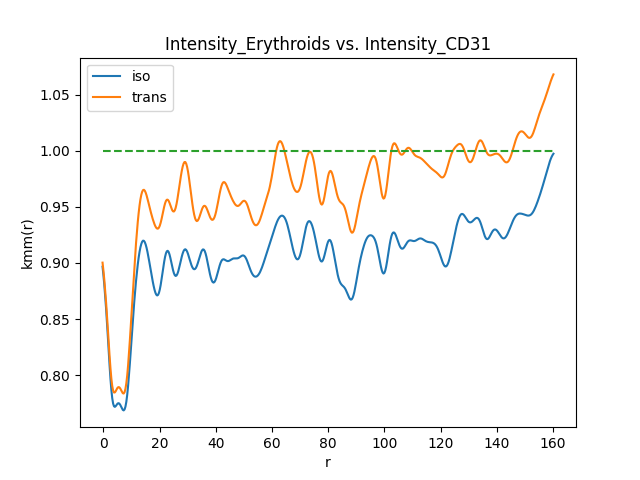 Intensity_Erythroids vs. Intensity_CD31
iso
trans
kmm(r)
1.05
1.00
0.95
0.90
0.85
0.80
0 20 40 60 80 100 120 140 160
r